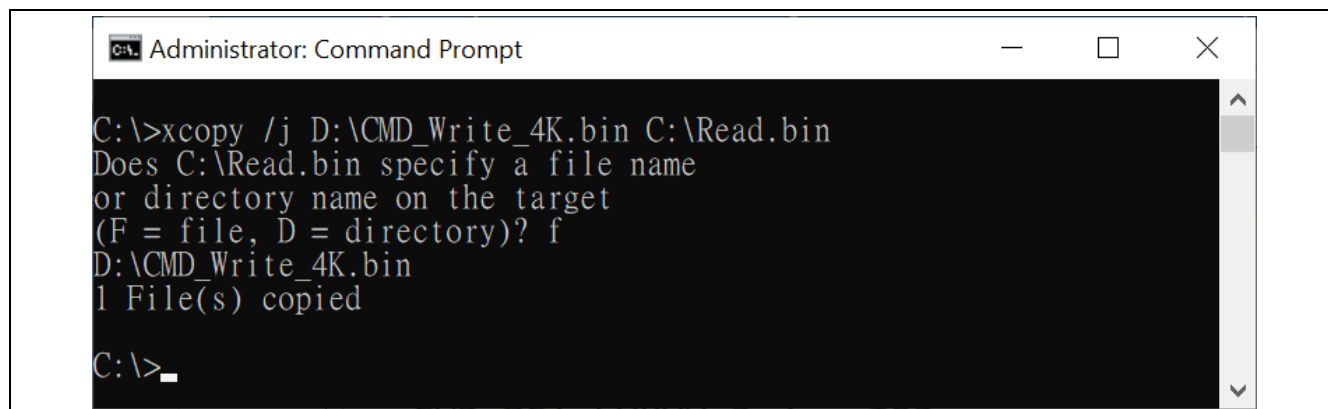 Administrator: Command Prompt
C:\>xcopy /j D:\CMD_Write_4K.bin C:\Read.bin
Does C:\Read.bin specify a file name
or directory name on the target
(F = file, D = directory)? f
D:\CMD_Write_4K.bin
1 File(s) copied
C:\>